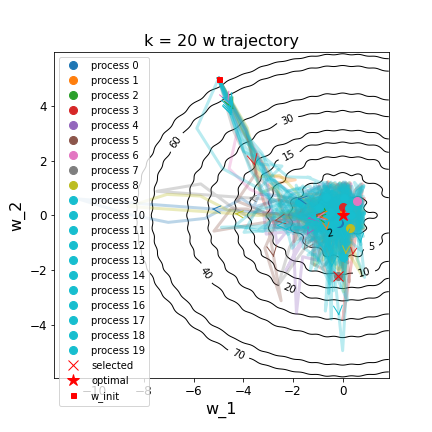 k = 20 w trajectory
process 0
process 1
process 2
process 3
process 4
process 5
process 6
process 7
process 8
process 9
process 10
process 11
process 12
process 13
process 14
process 15
process 16
process 17
process 18
process 19
selected
optimal
w_init
w_2
4
2
0
−2
−4
60
30
15
2
5
10
20
40
70
−8
−6
−4
−2
0
w_1